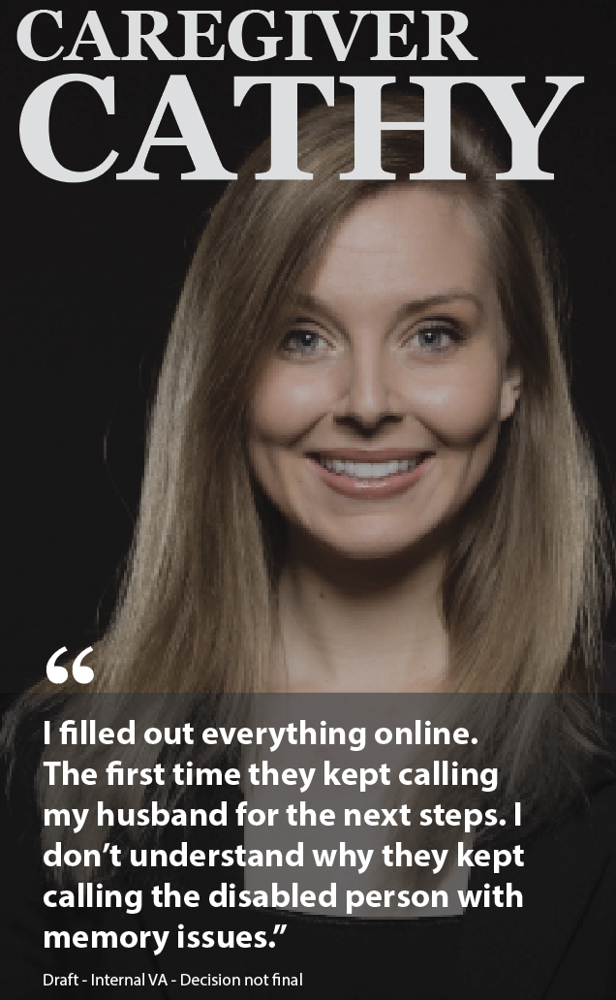 CAREGIVER
CATHY
“
I filled out everything online.
The first time they kept calling
my husband for the next steps. I
don’t understand why they kept
calling the disabled person with
memory issues.”
Draft - Internal VA - Decision not final